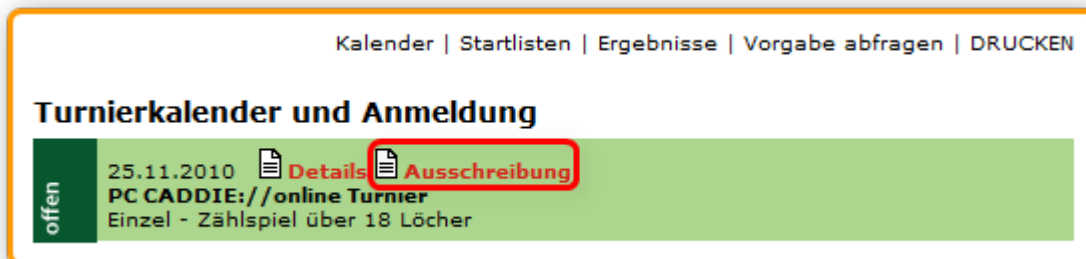 Kalender | Startlisten | Ergebnisse | Vorgabe abfragen | DRUCKEN
Turnierkalender und Anmeldung
offen
25.11.2010 Details Ausschreibung
PC CADDIE://online Turnier
Einzel - Zählspiel über 18 Löcher